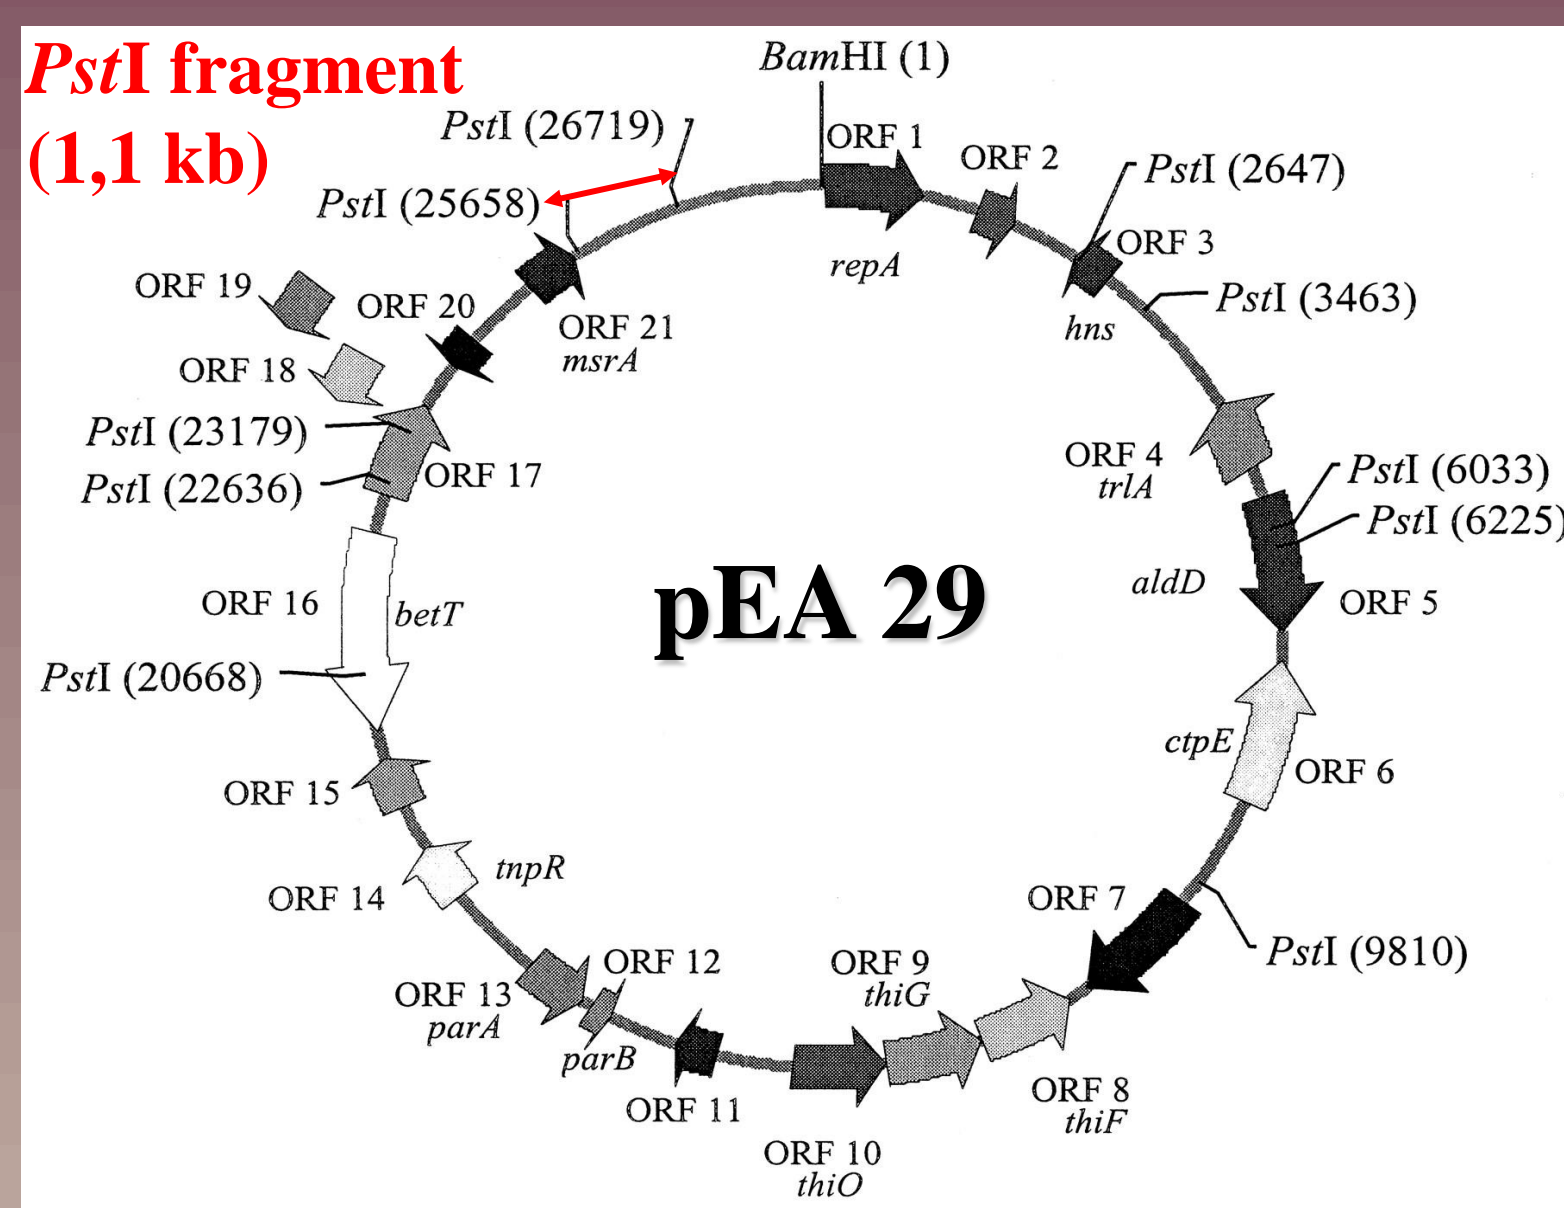 PstI fragment
(1,1 kb)
BamHI (1)
PstI (26719)
PstI (25658)
ORF 1
repA
ORF 2
PstI (2647)
ORF 3
hns
PstI (3463)
ORF 4
trlA
PstI (6033)
PstI (6225)
aldD
ORF 5
ctpE
ORF 6
PstI (9810)
ORF 7
ORF 8
thiF
ORF 9
thiG
ORF 10
thiO
ORF 11
ORF 12
parB
ORF 13
parA
ORF 14
tnpR
ORF 15
PstI (20668)
ORF 16
betT
PstI (22636)
PstI (23179)
ORF 17
ORF 18
ORF 19
ORF 20
ORF 21
msrA
pEA 29